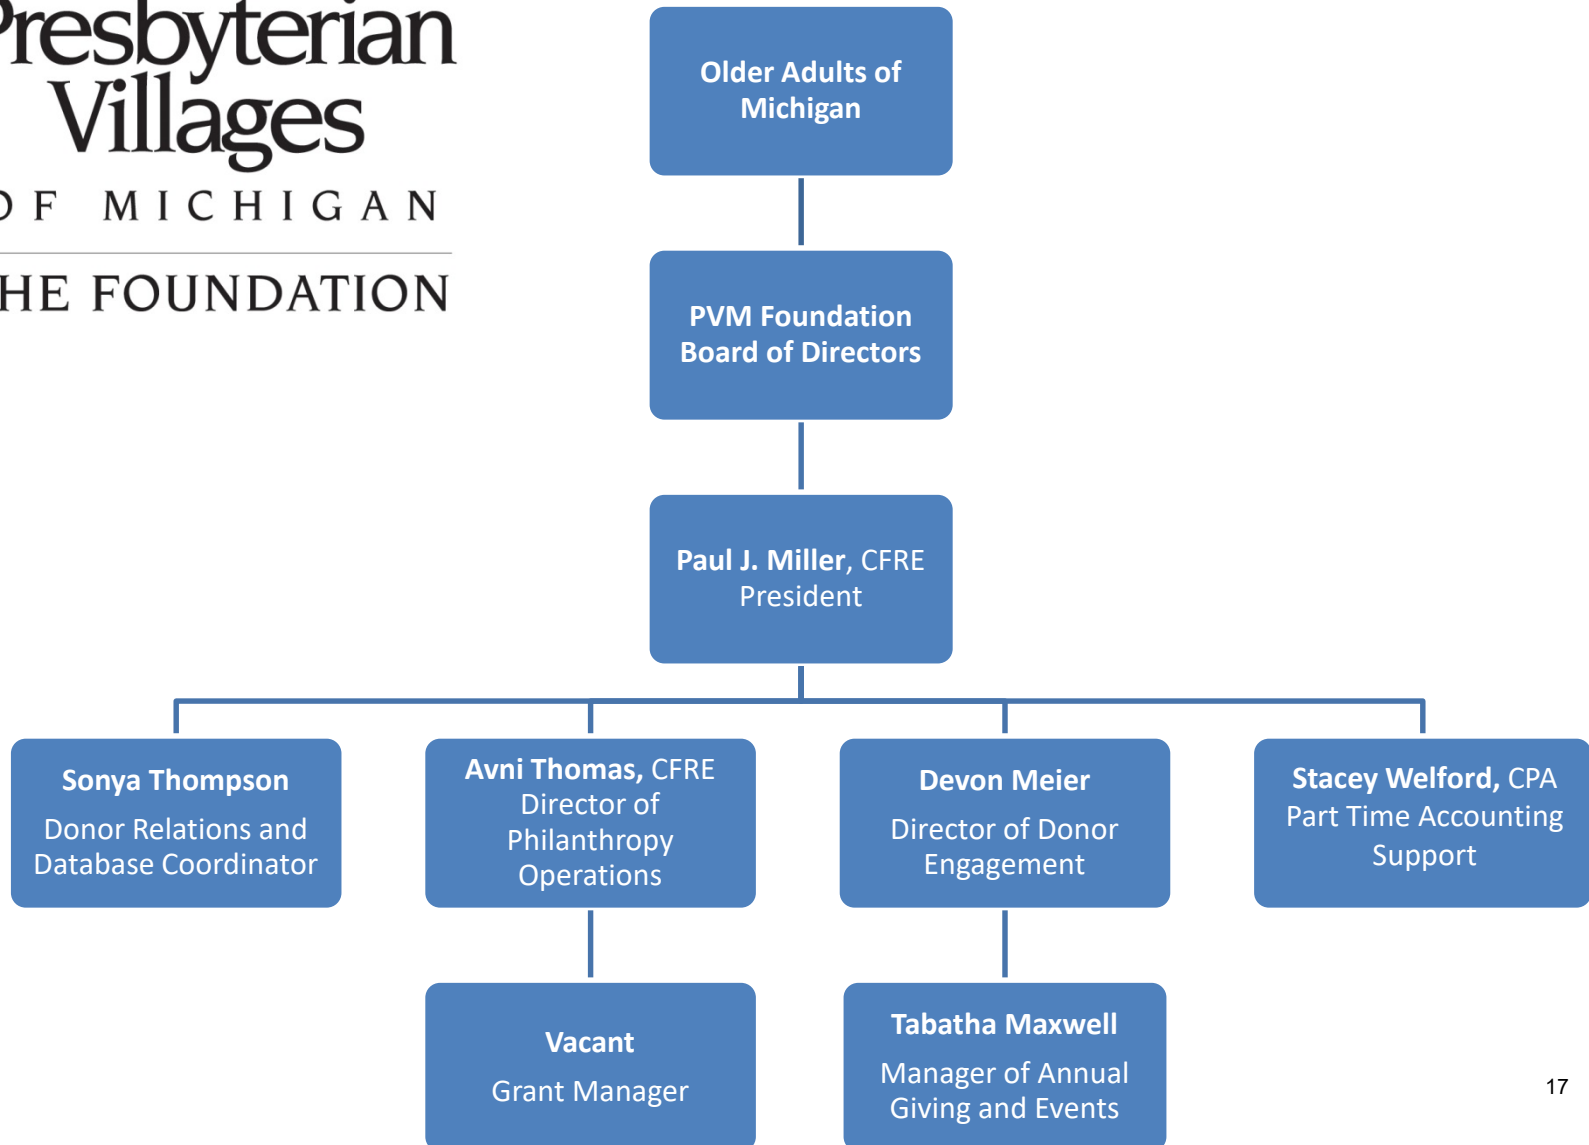 Presbyterian
Villages
OF MICHIGAN
HE FOUNDATION
Older Adults of
Michigan
PVM Foundation
Board of Directors
Paul J. Miller, CFRE
President
Sonya Thompson
Donor Relations and
Database Coordinator
Avni Thomas, CFRE
Director of
Philanthropy
Operations
Devon Meier
Director of Donor
Engagement
Stacey Welford, CPA
Part Time Accounting
Support
Vacant
Grant Manager
Tabatha Maxwell
Manager of Annual
Giving and Events
17